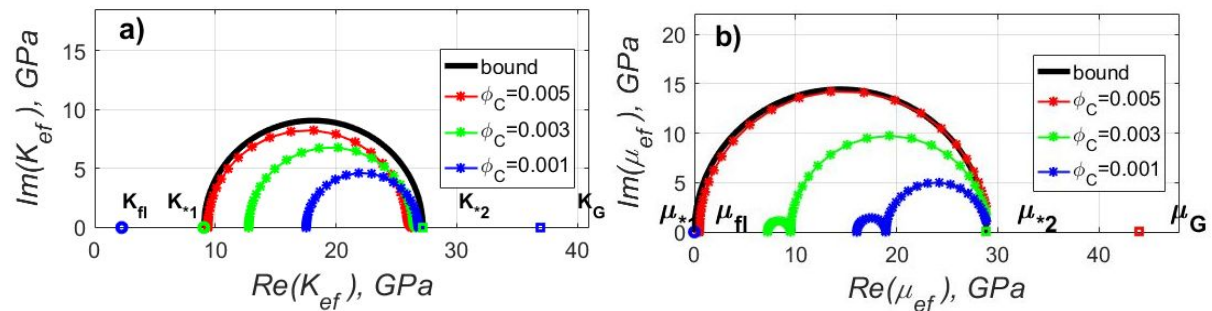 a)
Im(K_ef), GPa
15
10
5
0
bound
ϕ_C=0.005
ϕ_C=0.003
ϕ_C=0.001
K_fl
K_*1
K_*2
K_G
0 10 20 30 40
Re(K_ef), GPa
b)
Im(μ_ef), GPa
20
15
10
5
0
bound
ϕ_C=0.005
ϕ_C=0.003
ϕ_C=0.001
μ_*1
μ_fl
μ_*2
μ_G
0 10 20 30 40
Re(μ_ef), GPa